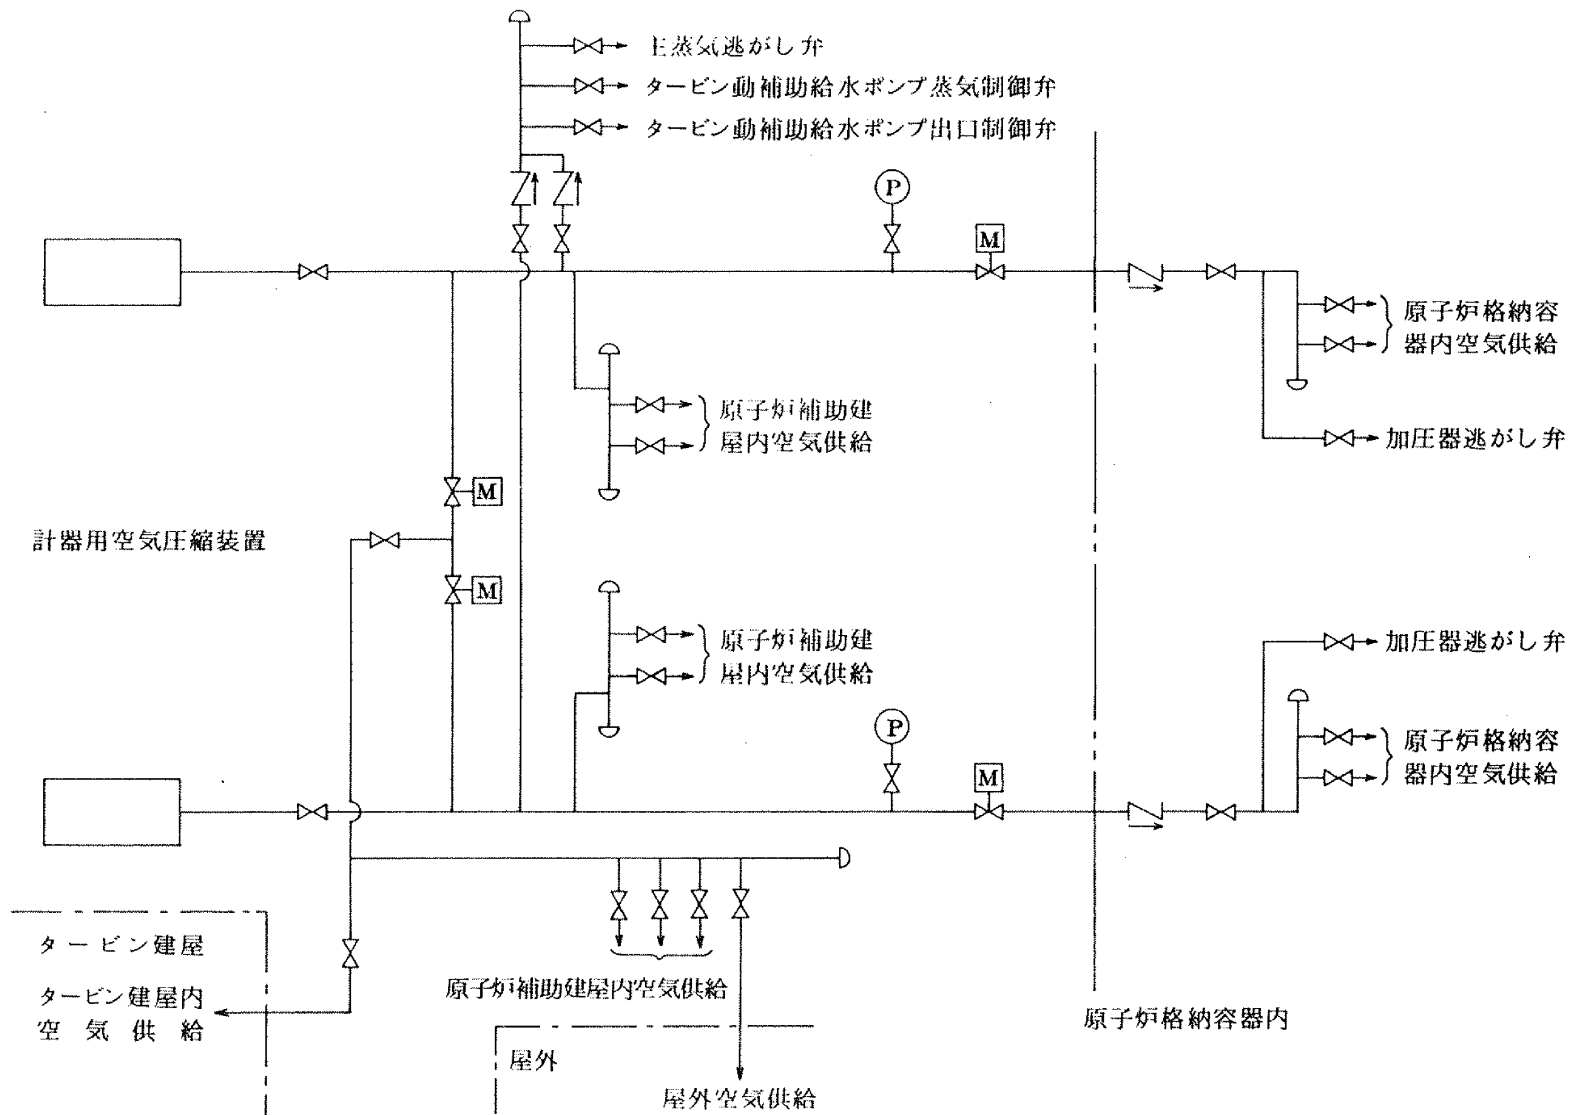 主蒸気逃がし弁
タービン動補助給水ポンプ蒸気制御弁
タービン動補助給水ポンプ出口制御弁
P
M
原子炉格納容
器内空気供給
原子炉補助建
屋内空気供給
加圧器逃がし弁
M
計器用空気圧縮装置
M
原子炉補助建
屋内空気供給
加圧器逃がし弁
P
M
原子炉格納容
器内空気供給
タービン建屋
タービン建屋内
空気供給
原子炉補助建屋内空気供給
原子炉格納容器内
屋外
屋外空気供給